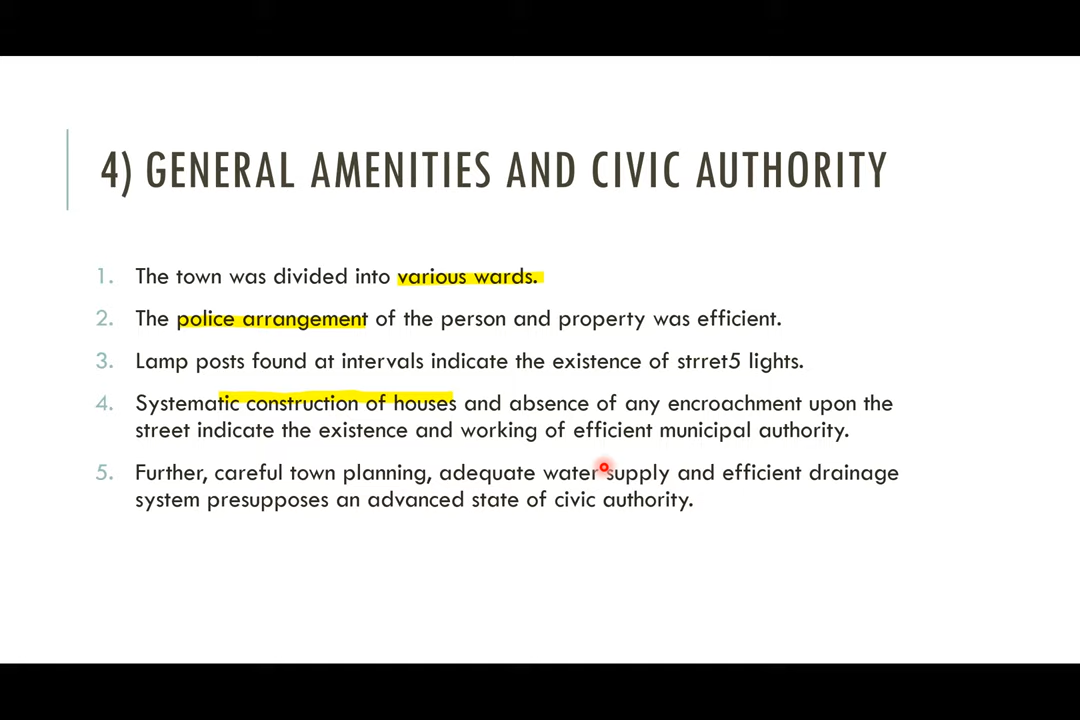 4) GENERAL AMENITIES AND CIVIC AUTHORITY
1. The town was divided into various wards.
2. The police arrangement of the person and property was efficient.
3. Lamp posts found at intervals indicate the existence of strret5 lights.
4. Systematic construction of houses and absence of any encroachment upon the
street indicate the existence and working of efficient municipal authority.
5. Further, careful town planning, adequate water supply and efficient drainage
system presupposes an advanced state of civic authority.